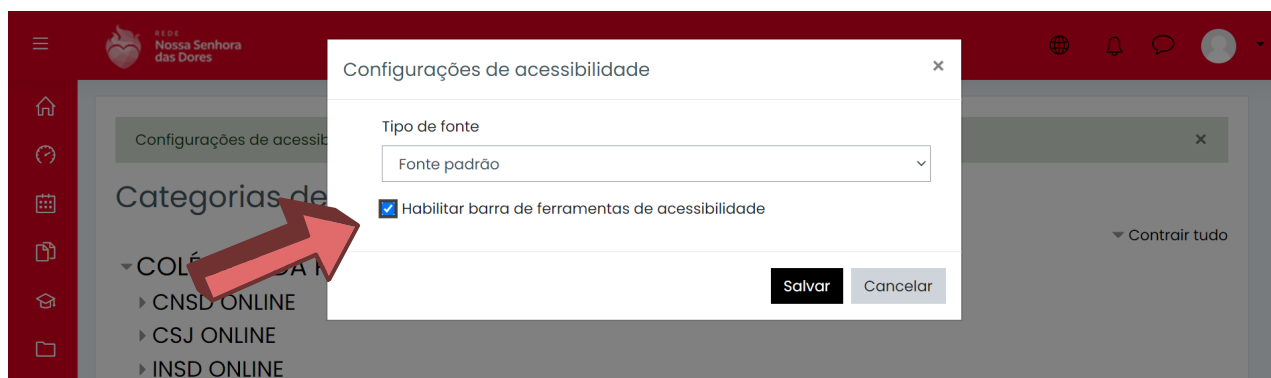 REDE
Nossa Senhora
das Dores
Configurações de acessibilidade
×
Tipo de fonte
Fonte padrão
Habilitar barra de ferramentas de acessibilidade
Salvar
Cancelar
Configurações de acessib
×
Categorias de
Contrair tudo
CNSD ONLINE
CSJ ONLINE
INSD ONLINE